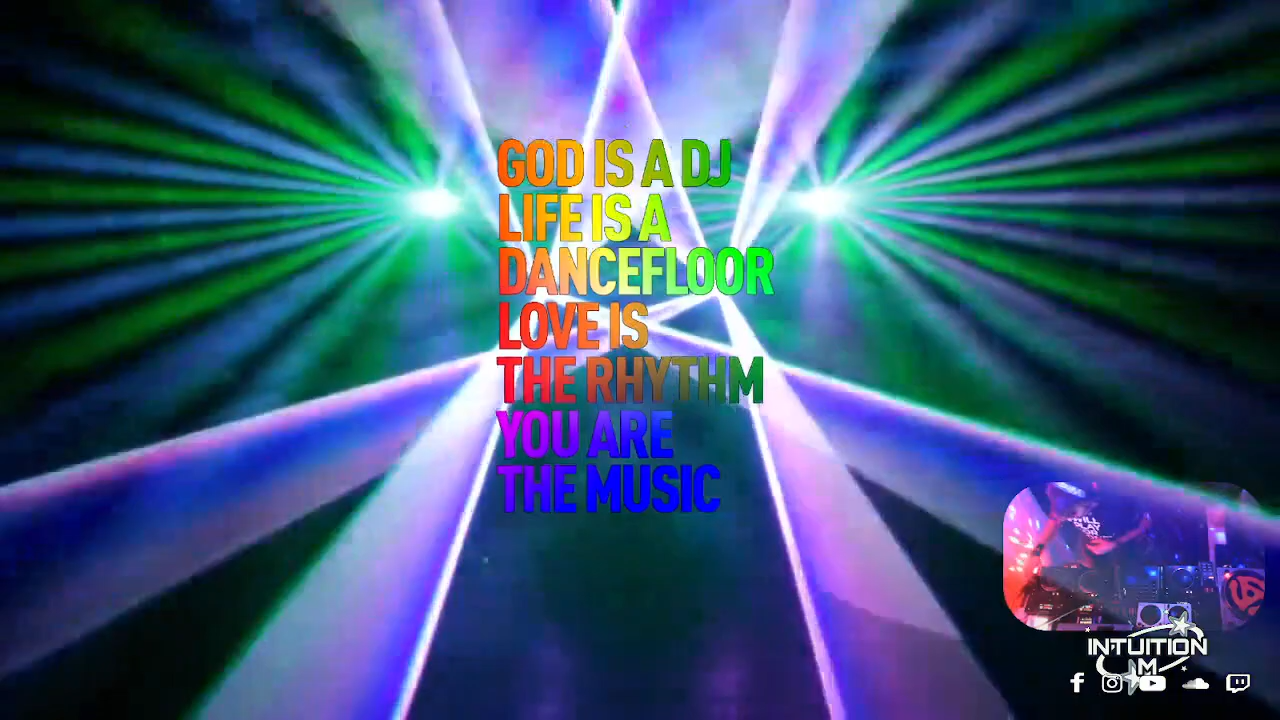 GOD IS A DJ
LIFE IS A
DANCEFLOOR
LOVE IS
THE RHYTHM
YOU ARE
THE MUSIC
INTUITION